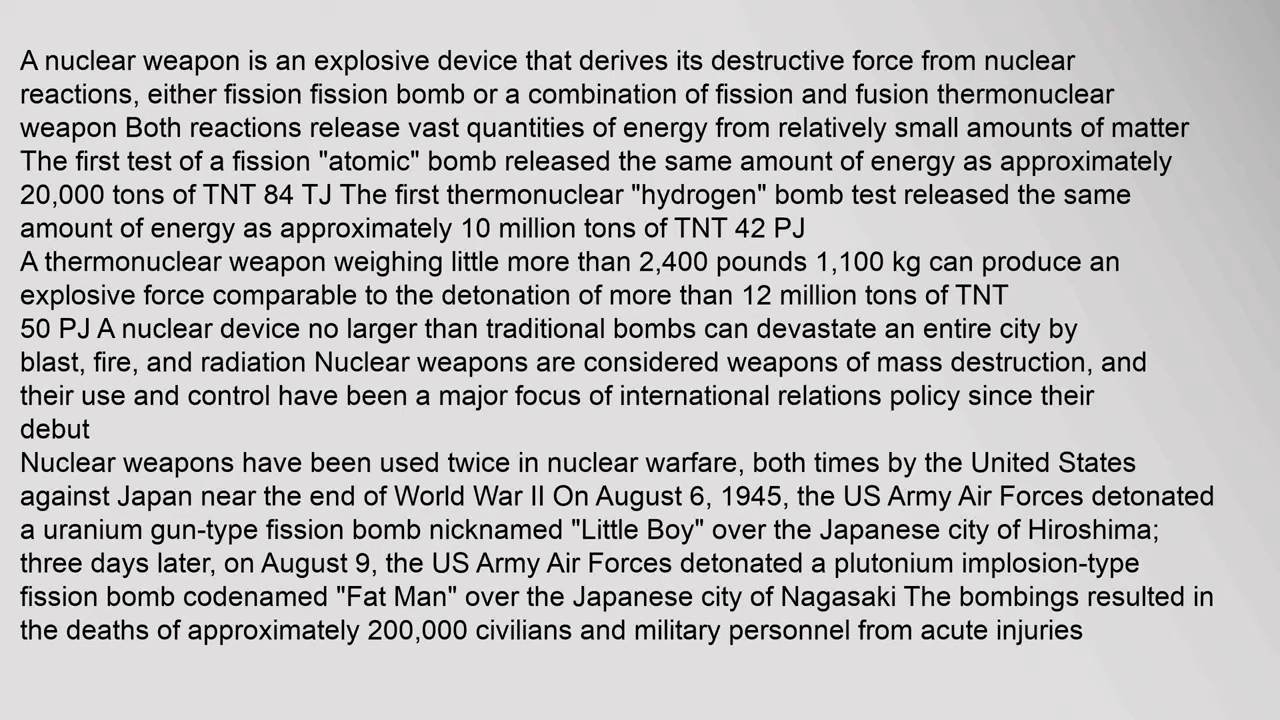 A nuclear weapon is an explosive device that derives its destructive force from nuclear
reactions, either fission fission bomb or a combination of fission and fusion thermonuclear
weapon Both reactions release vast quantities of energy from relatively small amounts of matter
The first test of a fission "atomic" bomb released the same amount of energy as approximately
20,000 tons of TNT 84 TJ The first thermonuclear "hydrogen" bomb test released the same
amount of energy as approximately 10 million tons of TNT 42 PJ
A thermonuclear weapon weighing little more than 2,400 pounds 1,100 kg can produce an
explosive force comparable to the detonation of more than 12 million tons of TNT
50 PJ A nuclear device no larger than traditional bombs can devastate an entire city by
blast, fire, and radiation Nuclear weapons are considered weapons of mass destruction, and
their use and control have been a major focus of international relations policy since their
debut
Nuclear weapons have been used twice in nuclear warfare, both times by the United States
against Japan near the end of World War II On August 6, 1945, the US Army Air Forces detonated
a uranium gun-type fission bomb nicknamed "Little Boy" over the Japanese city of Hiroshima;
three days later, on August 9, the US Army Air Forces detonated a plutonium implosion-type
fission bomb codenamed "Fat Man" over the Japanese city of Nagasaki The bombings resulted in
the deaths of approximately 200,000 civilians and military personnel from acute injuries